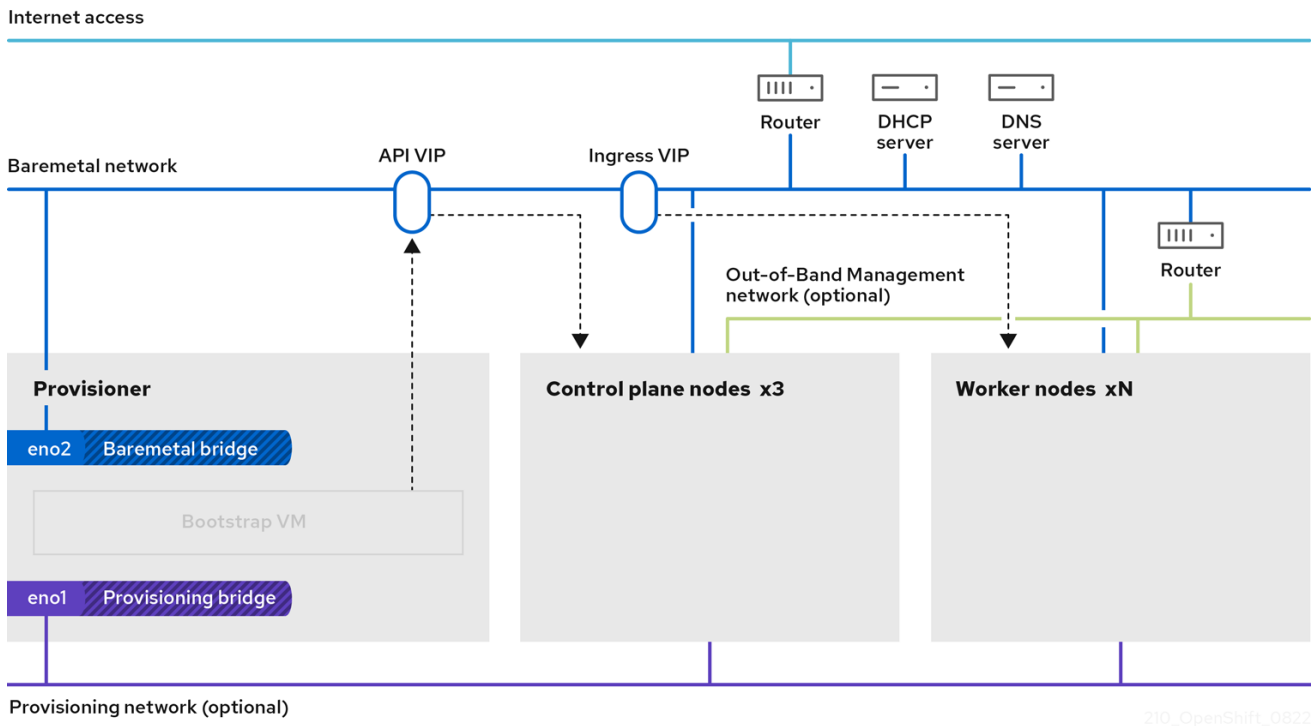 Internet access
Router
DHCP
server
DNS
server
Baremetal network
API VIP
Ingress VIP
Router
Out-of-Band Management
network (optional)
Provisioner
Control plane nodes x3
Worker nodes xN
eno2
Baremetal bridge
Bootstrap VM
eno1
Provisioning bridge
Provisioning network (optional)
210_OpenShift_0822